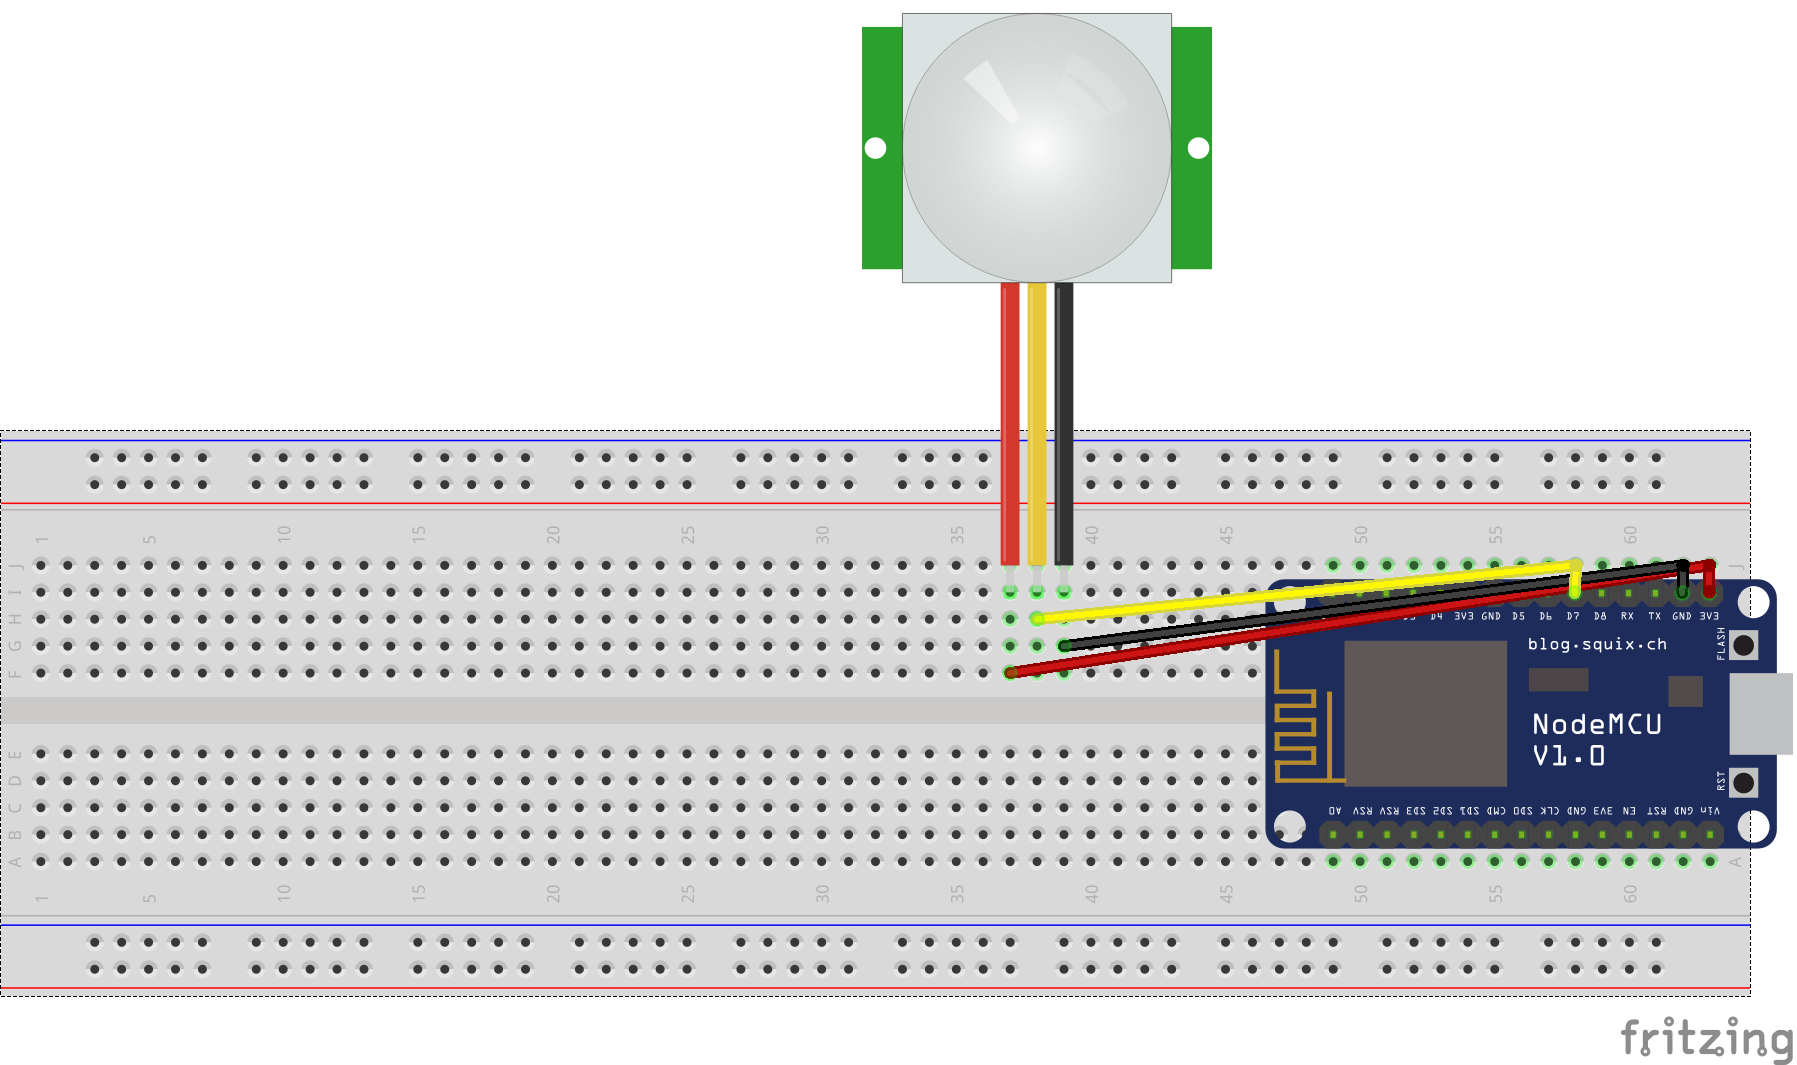 1 5 10 15 20 25 30 35 40 45 50 55 60
J J
I
H
G
F
D4 3V3 GND D5 D6 D7 D8 RX TX GND 3V3
blog.squix.ch
FLASH
NodeMCU
V1.0
RST
A0 RSV RSV SD3 SD2 SD1 CMD SD0 CLK GND 3V3 EN RST GND Vin
E
D
C
B
A A
1 5 10 15 20 25 30 35 40 45 50 55 60
fritzing